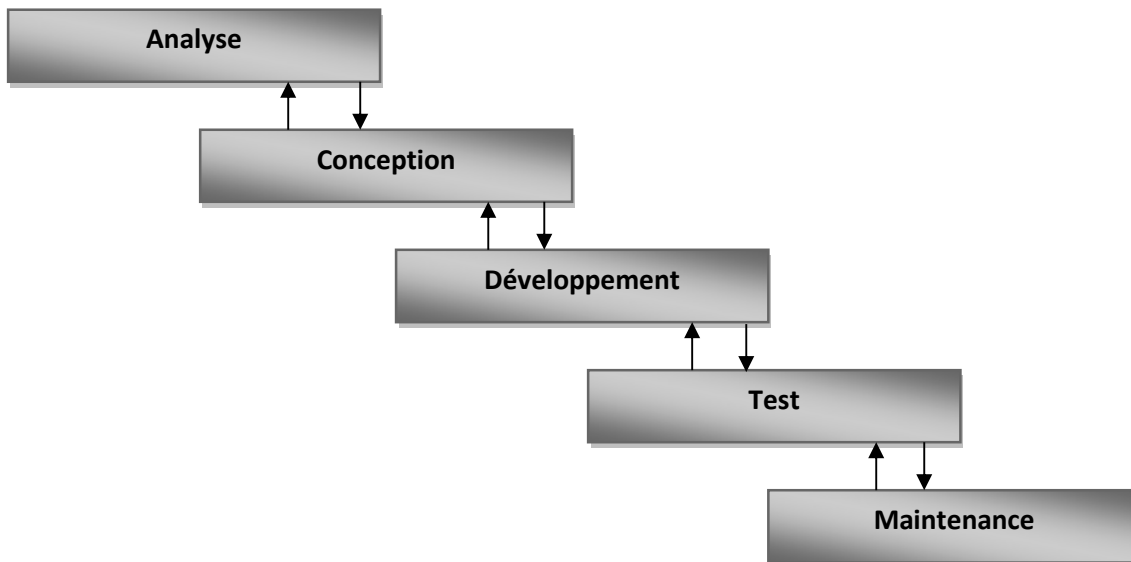 Analyse
Conception
Développement
Test
Maintenance